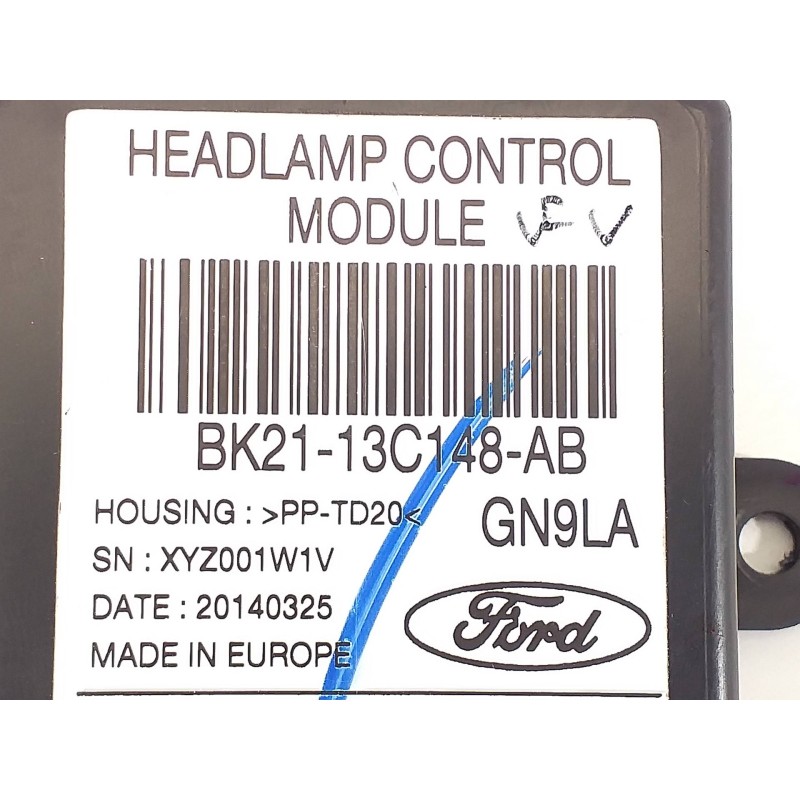 HEADLAMP CONTROL
MODULE
BK21-13C148-AB
HOUSING : >PP-TD20< GN9LA
SN : XYZ001W1V
DATE : 20140325
Ford
MADE IN EUROPE